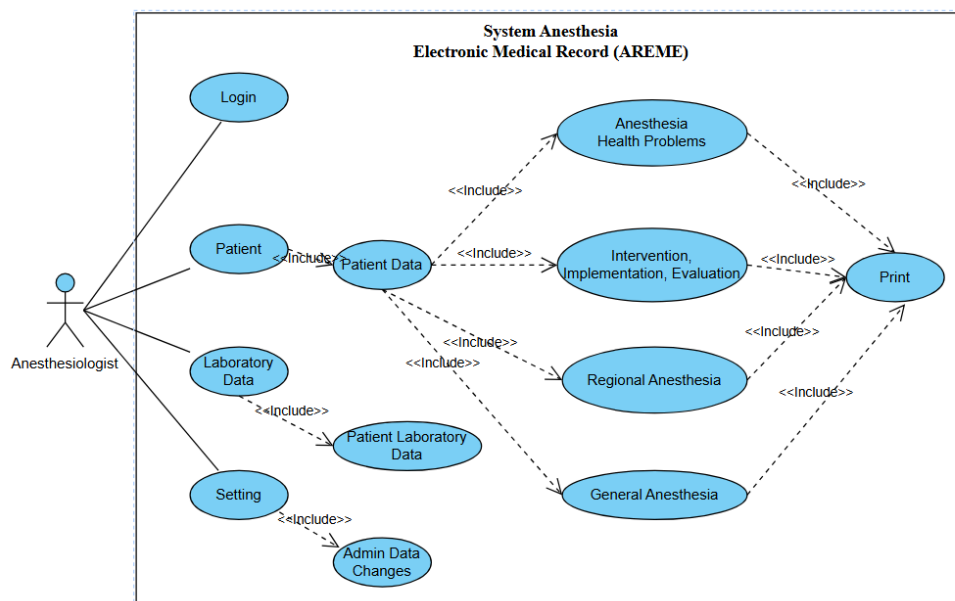 System Anesthesia
Electronic Medical Record (AREME)
Login
Anesthesia
Health Problems
<<Include>>
<<Include>>
Patient
<<Include>>
Patient Data
<<Include>>
Intervention,
Implementation, Evaluation
<<Include>>
Print
Anesthesiologist
Laboratory
Data
<<Include>>
<<Include>>
<<Include>>
Regional Anesthesia
<<Include>>
<<Include>>
Patient Laboratory
Data
Setting
General Anesthesia
<<Include>>
Admin Data
Changes